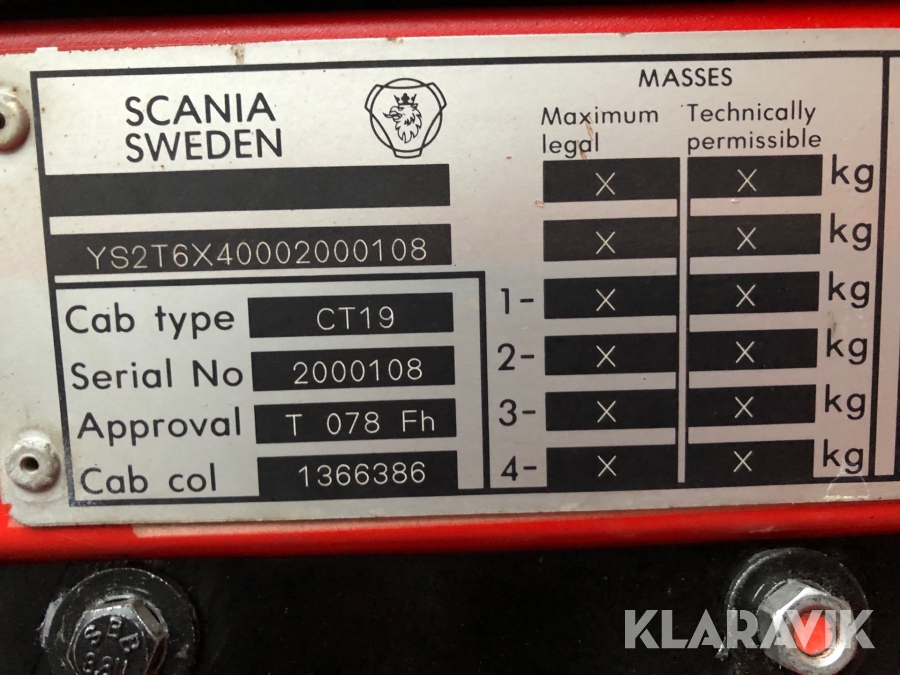 SCANIA
SWEDEN
YS2T6X40002000108
Cab type CT19
Serial No 2000108
Approval T 078 Fh
Cab col 1366386
MASSES
Maximum legal
Technically permissible
X X kg
X X kg
1- X X kg
2- X X kg
3- X X kg
4- X X kg
KLARAVIK